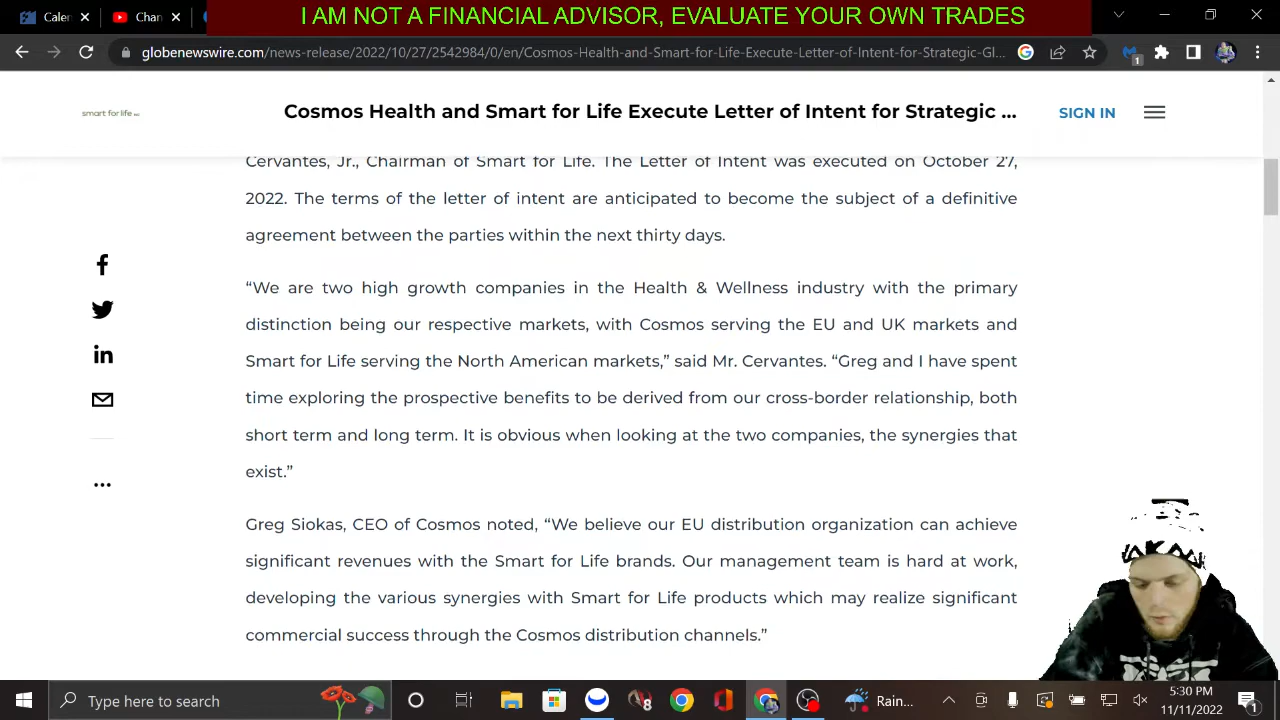 I AM NOT A FINANCIAL ADVISOR, EVALUATE YOUR OWN TRADES
Calen
Chan
globenewswire.com/news-release/2022/10/27/2542984/0/en/Cosmos-Health-and-Smart-for-Life-Execute-Letter-of-Intent-for-Strategic-Gl...
1
smart for life
Cosmos Health and Smart for Life Execute Letter of Intent for Strategic ...
SIGN IN
Cervantes, Jr., Chairman of Smart for Life. The Letter of Intent was executed on October 27,
2022. The terms of the letter of intent are anticipated to become the subject of a definitive
agreement between the parties within the next thirty days.
“We are two high growth companies in the Health & Wellness industry with the primary
distinction being our respective markets, with Cosmos serving the EU and UK markets and
Smart for Life serving the North American markets,” said Mr. Cervantes. “Greg and I have spent
time exploring the prospective benefits to be derived from our cross-border relationship, both
short term and long term. It is obvious when looking at the two companies, the synergies that
exist.”
Greg Siokas, CEO of Cosmos noted, “We believe our EU distribution organization can achieve
significant revenues with the Smart for Life brands. Our management team is hard at work,
developing the various synergies with Smart for Life products which may realize significant
commercial success through the Cosmos distribution channels.”
Type here to search
8
Rain...
5:30 PM
11/11/2022
1